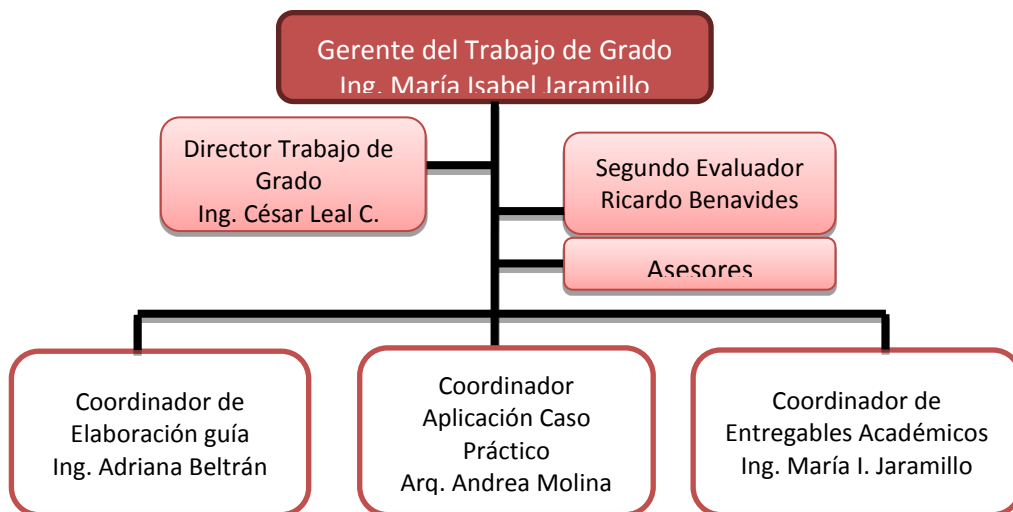 Gerente del Trabajo de Grado
Ing. María Isabel Jaramillo
Director Trabajo de
Grado
Ing. César Leal C.
Segundo Evaluador
Ricardo Benavides
Asesores
Coordinador de
Elaboración guía
Ing. Adriana Beltrán
Coordinador
Aplicación Caso
Práctico
Arq. Andrea Molina
Coordinador de
Entregables Académicos
Ing. María I. Jaramillo